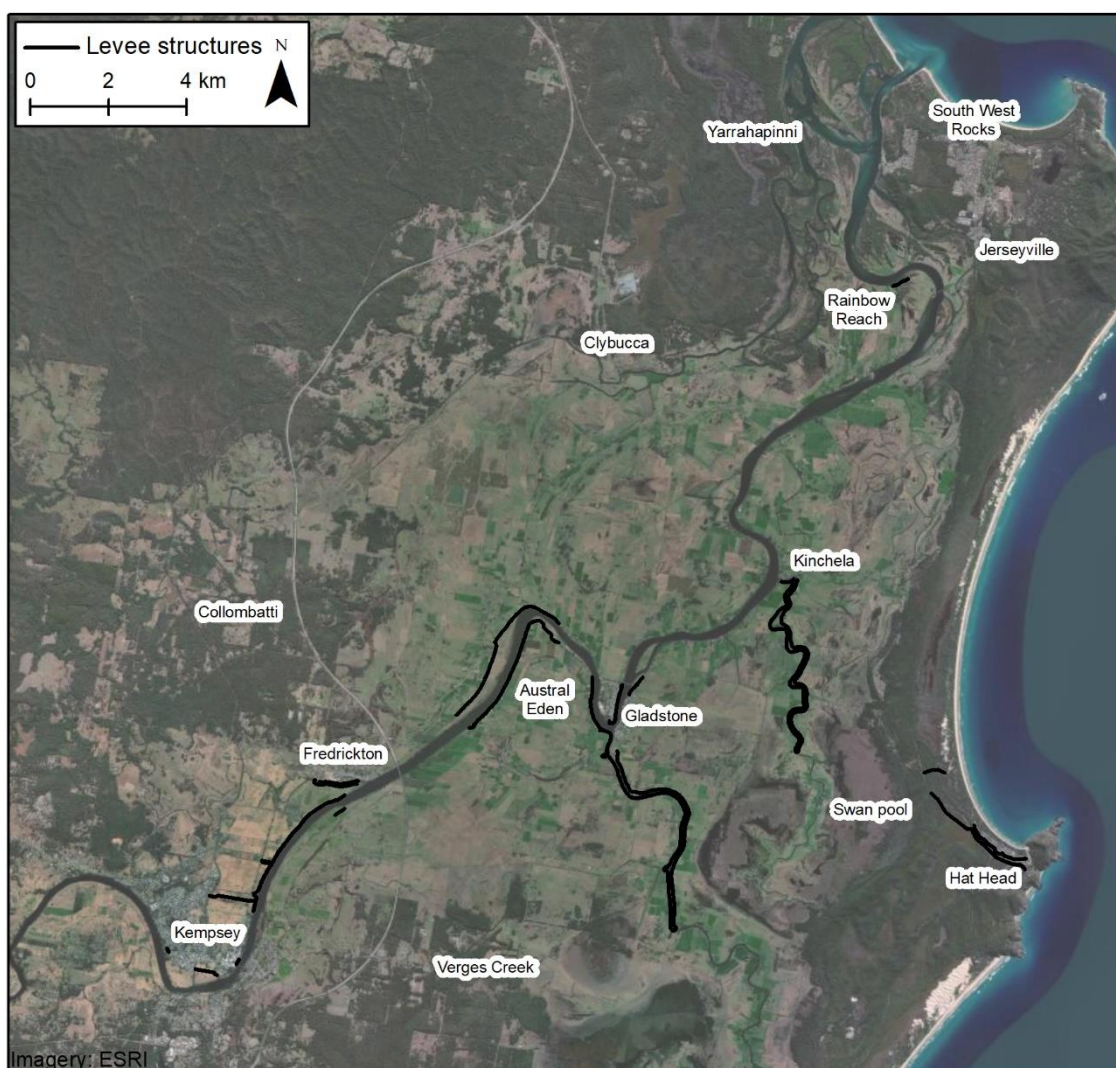 Levee structures
N
0 2 4 km
South West
Rocks
Yarrahapinni
Jerseyville
Rainbow
Reach
Clybucca
Kinchela
Collombatti
Austral
Eden
Gladstone
Fredrickton
Swan pool
Hat Head
Kempsey
Verges Creek
Imagery: ESRI